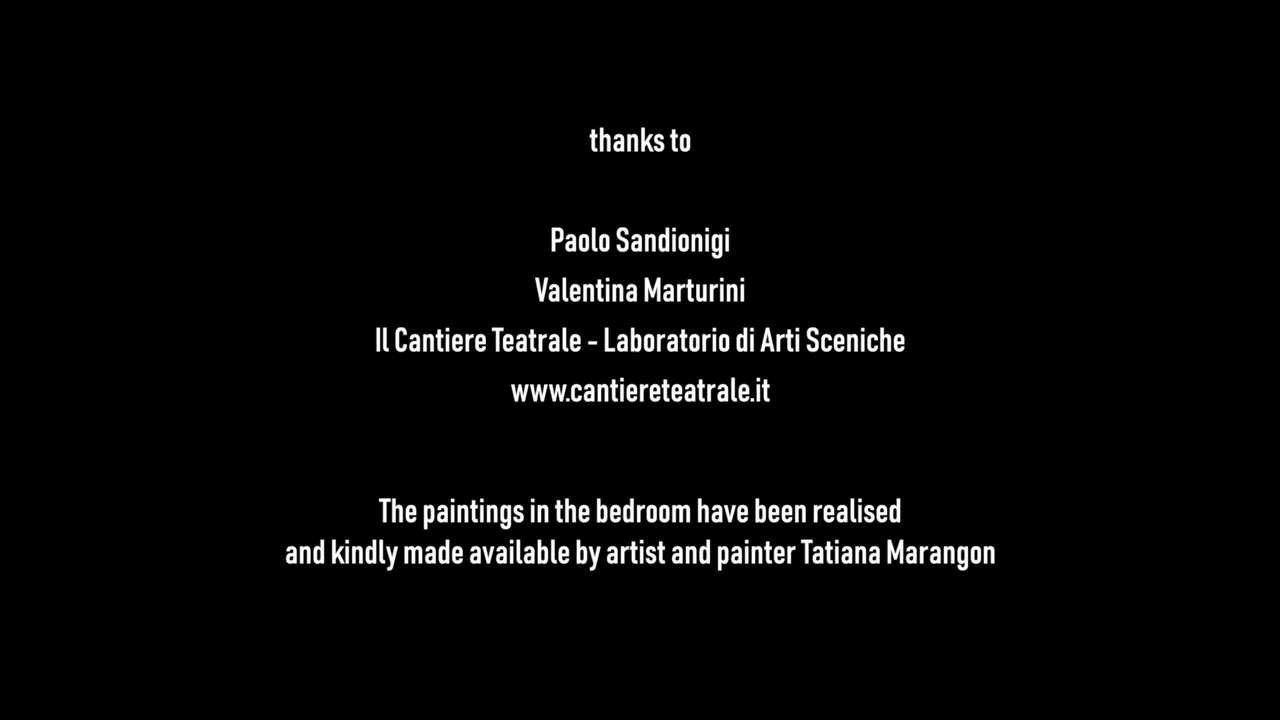 thanks to
Paolo Sandionigi
Valentina Marturini
Il Cantiere Teatrale - Laboratorio di Arti Sceniche
www.cantiereteatrale.it
The paintings in the bedroom have been realised
and kindly made available by artist and painter Tatiana Marangon